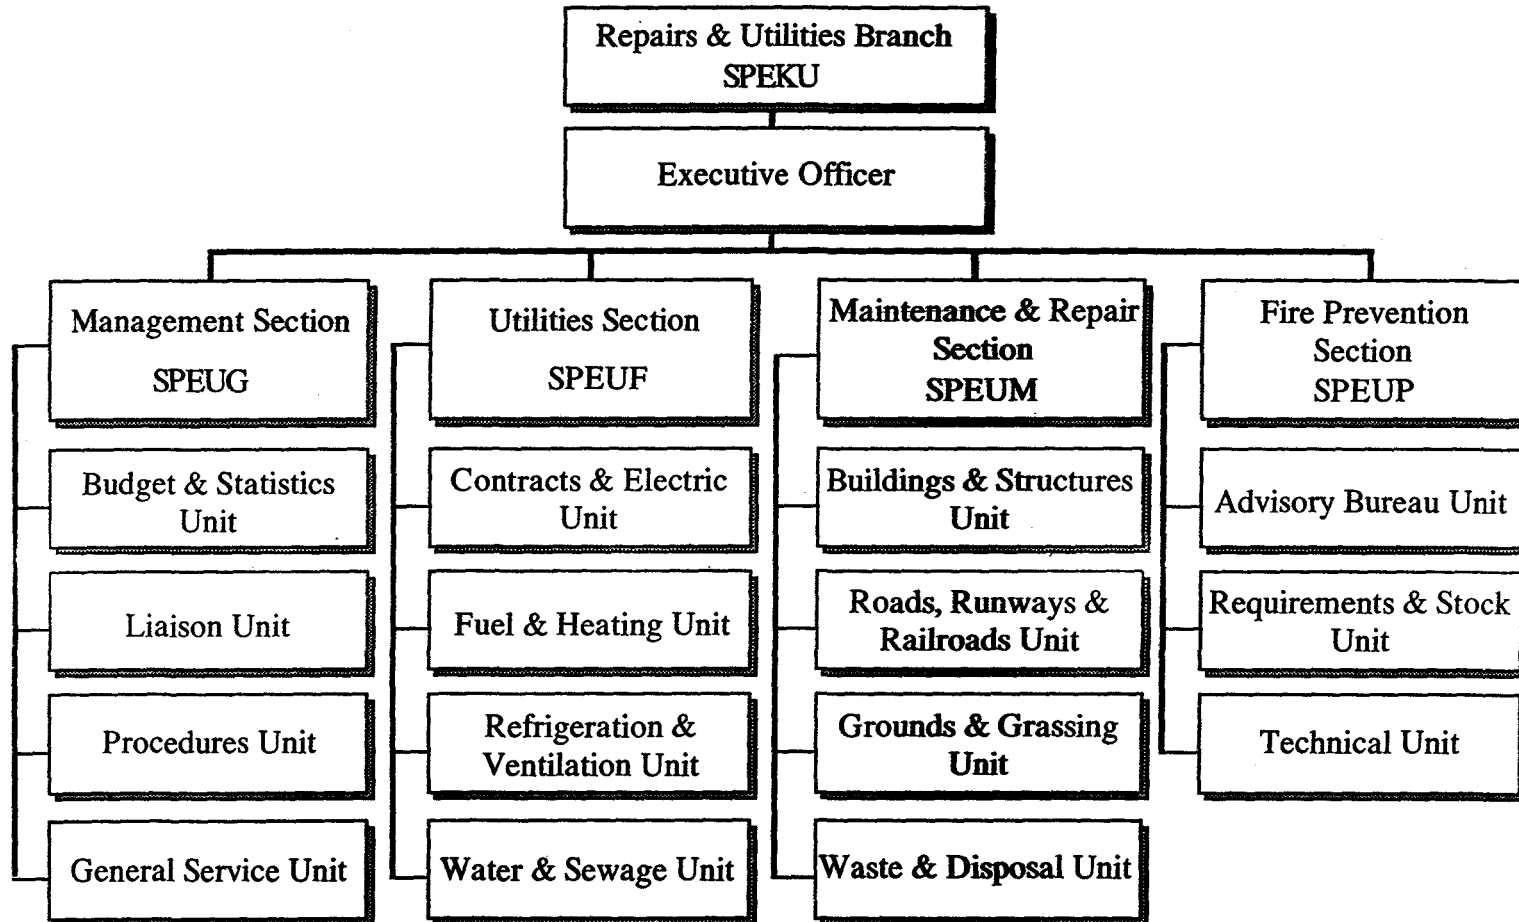 Repairs & Utilities Branch
SPEKU
Executive Officer
Management Section
SPEUG
Budget & Statistics
Unit
Liaison Unit
Procedures Unit
General Service Unit
Utilities Section
SPEUF
Contracts & Electric
Unit
Fuel & Heating Unit
Refrigeration &
Ventilation Unit
Water & Sewage Unit
Maintenance & Repair
Section
SPEUM
Buildings & Structures
Unit
Roads, Runways &
Railroads Unit
Grounds & Grassing
Unit
Waste & Disposal Unit
Fire Prevention
Section
SPEUP
Advisory Bureau Unit
Requirements & Stock
Unit
Technical Unit